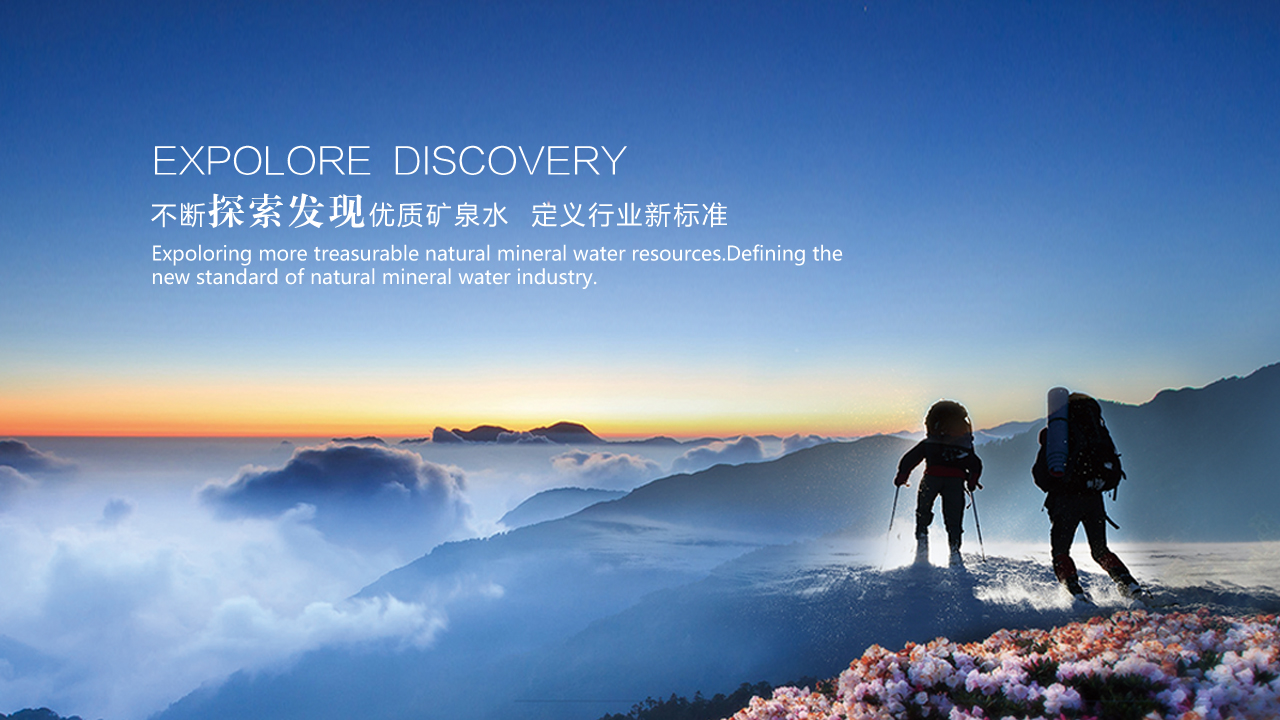 EXPOLORE DISCOVERY
不断探索发现优质矿泉水 定义行业新标准
Expoloring more treasurable natural mineral water resources.Defining the
new standard of natural mineral water industry.